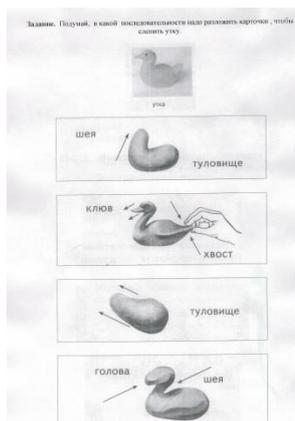 Задание. Подумай, в какой последовательности надо разложить карточки , чтобы
слепить утку.
утка
шея
туловище
клюв
хвост
туловище
голова
шея